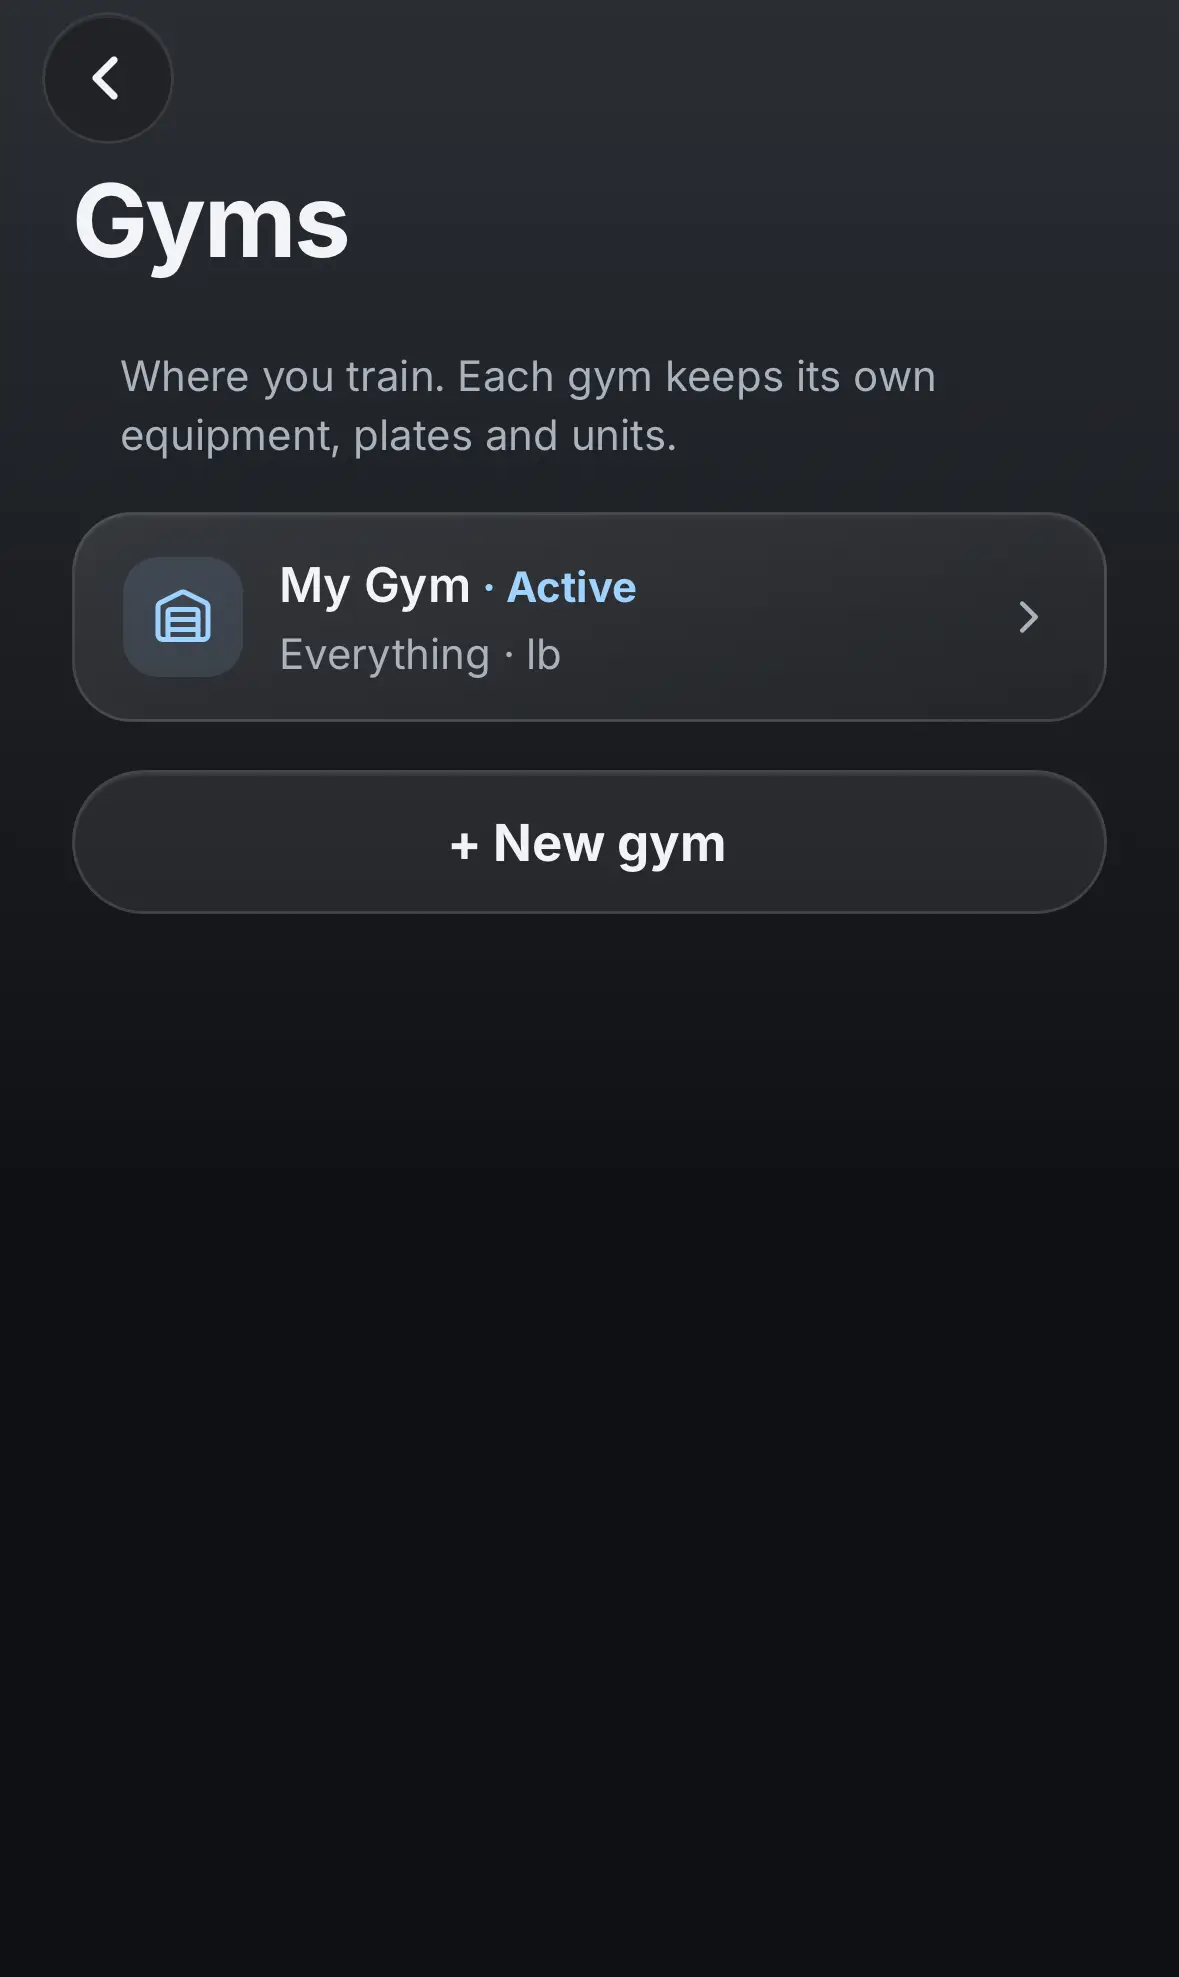 Gyms
Where you train. Each gym keeps its own
equipment, plates and units.
My Gym · Active
Everything · lb
+ New gym